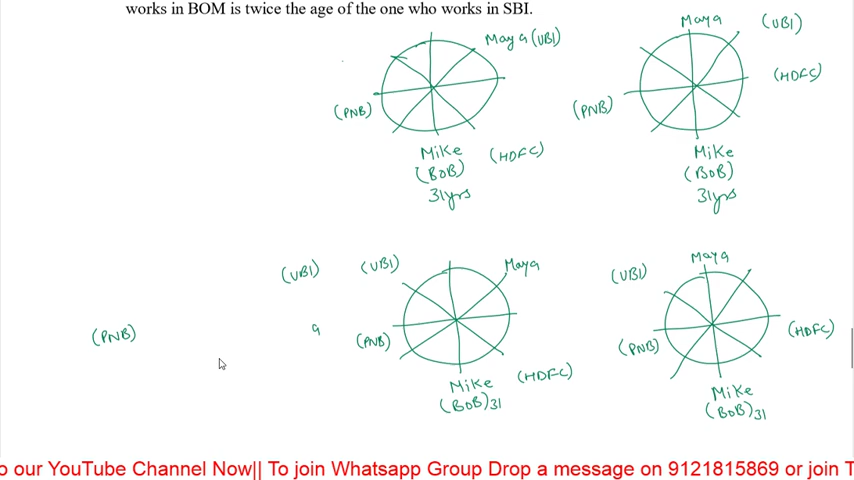 works in BOM is twice the age of the one who works in SBI.
Maya (UBI)
(PNB)
Mike (HDFC)
(BOB)
31yrs
Maya (UBI)
(HDFC)
(PNB)
Mike
(BOB)
31yrs
(UBI) (UBI) Maya
(PNB) a (PNB)
Mike (HDFC)
(BOB) 31
Maya
(UBI)
(HDFC)
(PNB)
Mike
(BOB) 31
o our YouTube Channel Now|| To join Whatsapp Group Drop a message on 9121815869 or join T